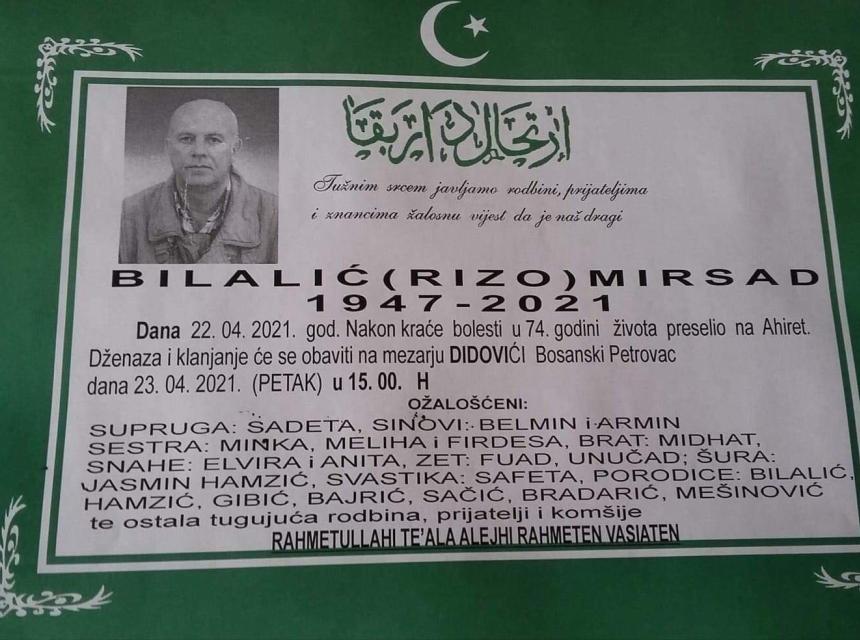 ارتحال دار بقا
Tužnim srcem javljamo rodbini, prijateljima
i znancima žalosnu vijest da je naš dragi
BILALIĆ (RIZO) MIRSAD
1947-2021
Dana 22. 04. 2021. god. Nakon kraće bolesti u 74. godini života preselio na Ahiret.
Dženaza i klanjanje će se obaviti na mezarju DIDOVIĆI Bosanski Petrovac
dana 23. 04. 2021. (PETAK) u 15.00. H
OŽALOŠĆENI:
SUPRUGA: SADETA, SINOVI: BELMIN i ARMIN
SESTRA: MINKA, MELIHA i FIRDESA, BRAT: MIDHAT,
SNAHE: ELVIRA i ANITA, ZET: FUAD, UNUČAD; ŠURA:
JASMIN HAMZIĆ, SVASTIKA: SAFETA, PORODICE: BILALIĆ,
HAMZIĆ, GIBIĆ, BAJRIĆ, SAČIĆ, BRADARIĆ, MEŠINOVIĆ
te ostala tugujuća rodbina, prijatelji i komšije
RAHMETULLAHI TE'ALA ALEJHI RAHMETEN VASIATEN